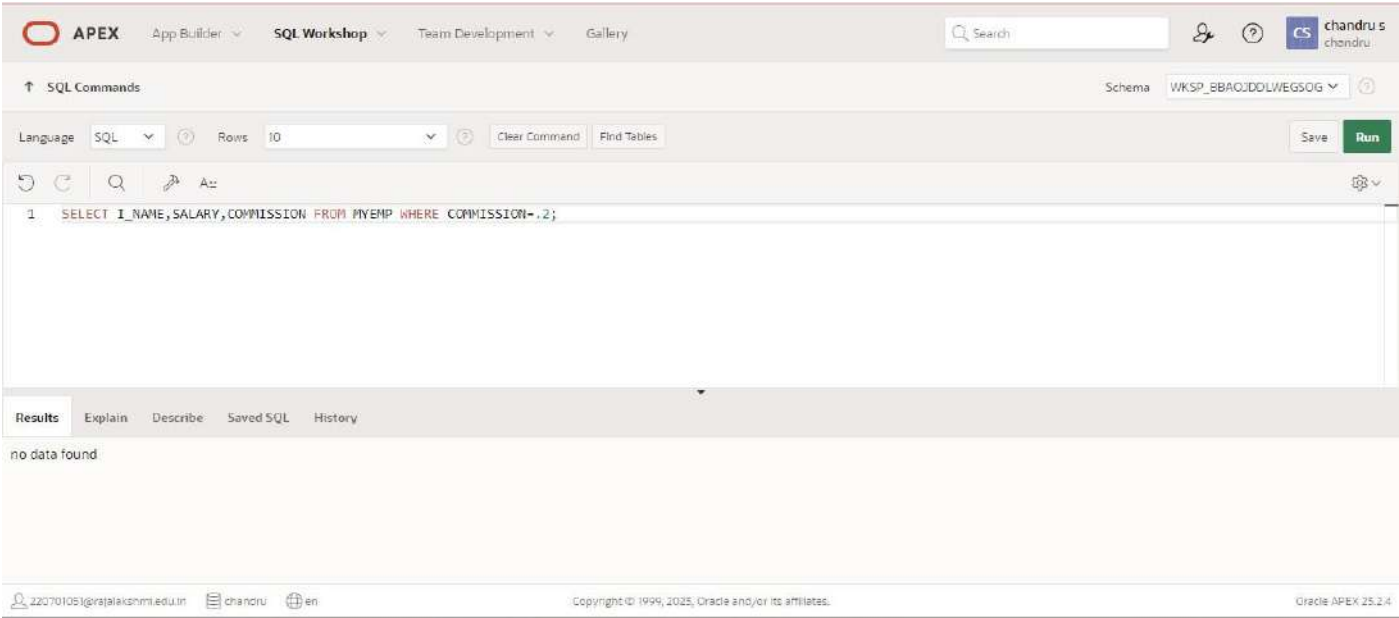 APEX App Builder SQL Workshop Team Development Gallery Search chandru s
CS chandru
SQL Commands Schema WKSP_BBAOJDDLWEGSOG
Language SQL Rows 10 Clear Command Find Tables Save Run
1 SELECT I_NAME,SALARY,COMMISSION FROM MYEMP WHERE COMMISSION=.2;
Results Explain Describe Saved SQL History
no data found
220701051@rajalakshmi.edu.in chandru en Copyright © 1999, 2025, Oracle and/or its affiliates. Oracle APEX 25.2.4